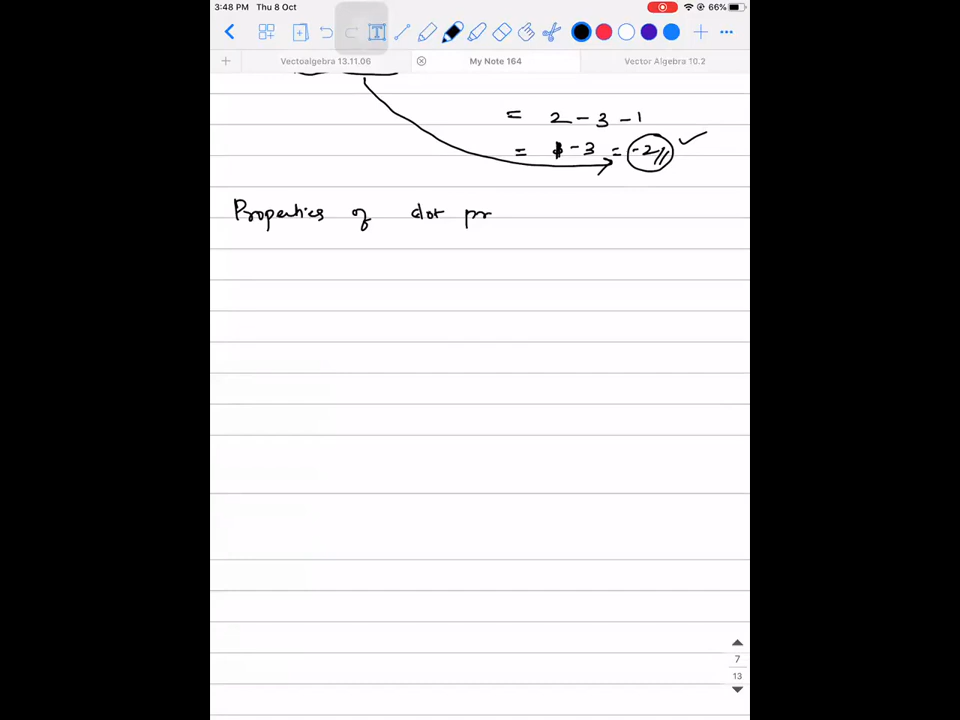 3:48 PM Thu 8 Oct 66%
T
Vectoalgebra 13.11.06 My Note 164 Vector Algebra 10.2
= 2 - 3 - 1
= 1 - 3 = -2 ✓
Properties of dot pr
7
13